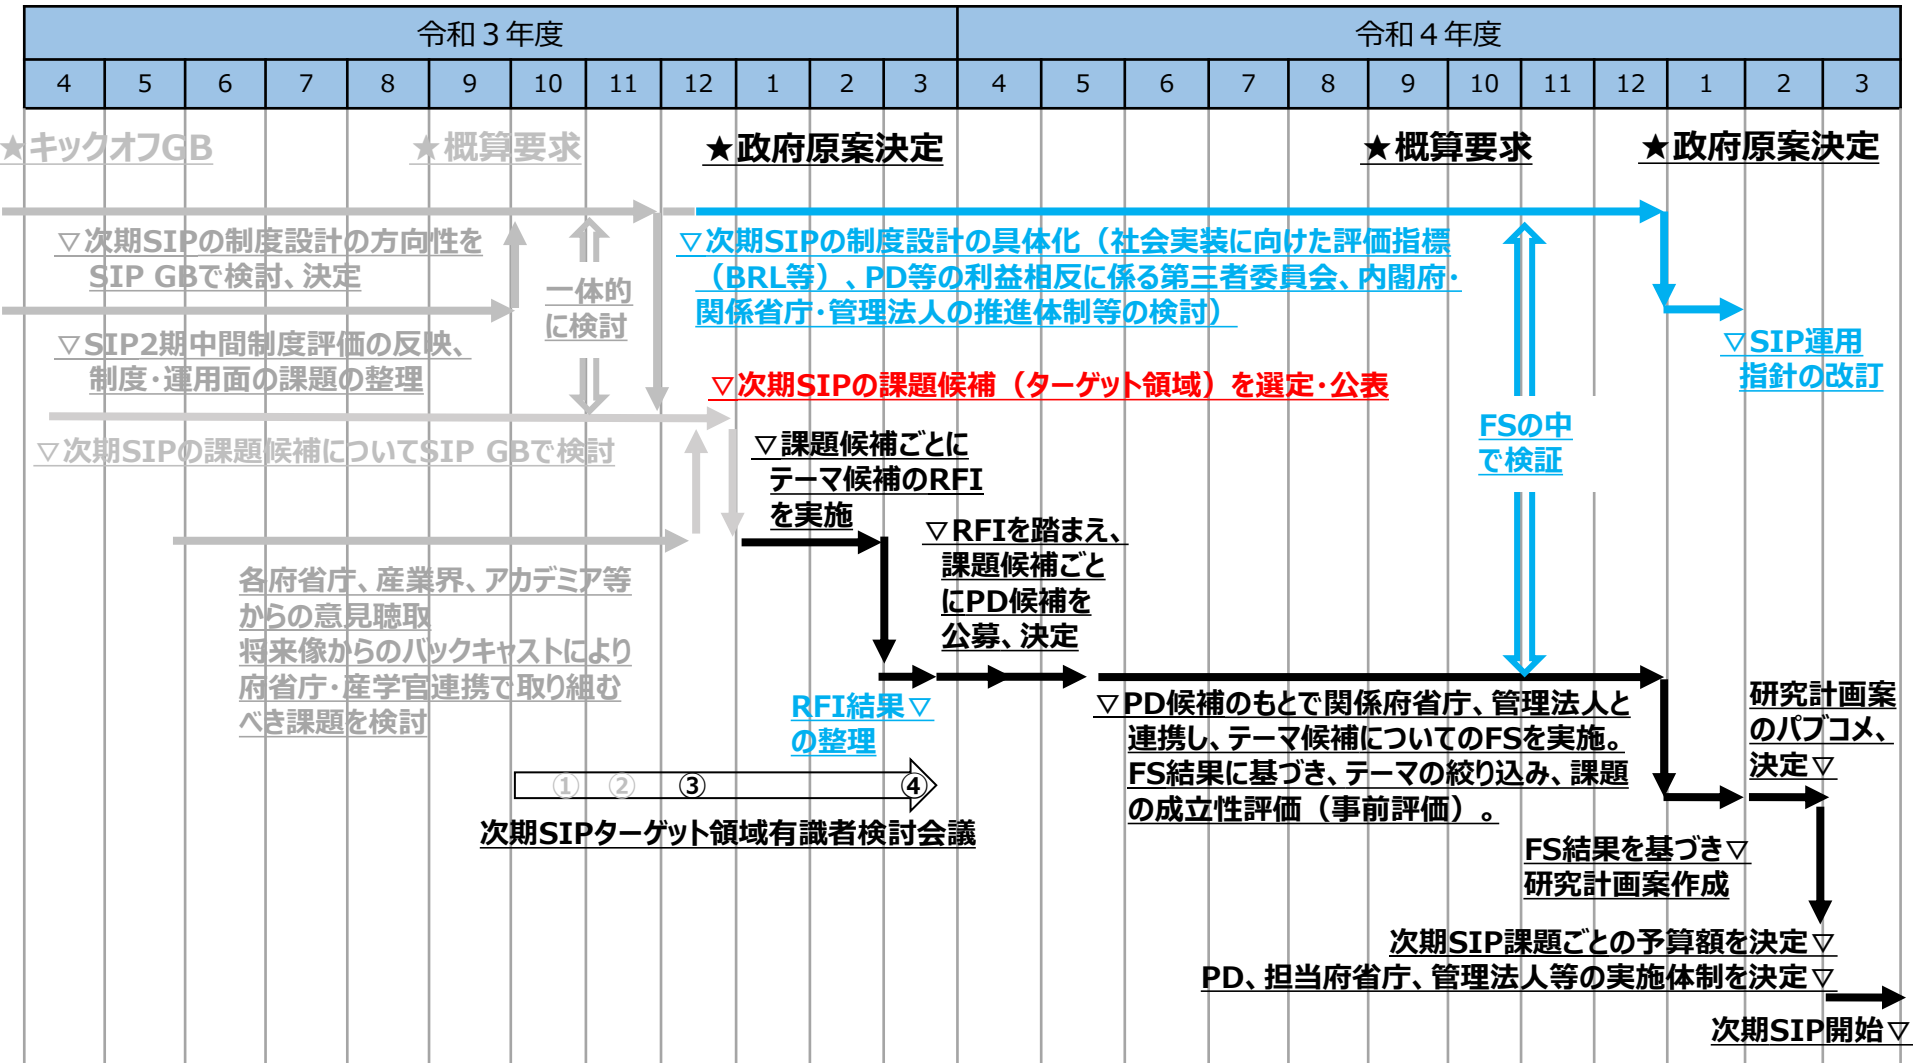 令和３年度
令和４年度
4 5 6 7 8 9 10 11 12 1 2 3 4 5 6 7 8 9 10 11 12 1 2 3
★キックオフGB
★概算要求
★政府原案決定
★概算要求
★政府原案決定
▽次期SIPの制度設計の方向性を
SIP GBで検討、決定
一体的
に検討
▽次期SIPの制度設計の具体化（社会実装に向けた評価指標
（BRL等）、PD等の利益相反に係る第三者委員会、内閣府・
関係省庁・管理法人の推進体制等の検討）
▽SIP2期中間制度評価の反映、
制度・運用面の課題の整理
▽SIP運用
指針の改訂
▽次期SIPの課題候補（ターゲット領域）を選定・公表
FSの中
で検証
▽次期SIPの課題候補についてSIP GBで検討
▽課題候補ごとに
テーマ候補のRFI
を実施
▽RFIを踏まえ、
課題候補ごと
にPD候補を
公募、決定
各府省庁、産業界、アカデミア等
からの意見聴取
将来像からのバックキャストにより
府省庁・産学官連携で取り組む
べき課題を検討
RFI結果▽
の整理
▽PD候補のもとで関係府省庁、管理法人と
連携し、テーマ候補についてのFSを実施。
FS結果に基づき、テーマの絞り込み、課題
の成立性評価（事前評価）。
研究計画案
のパブコメ、
決定▽
① ② ③ ④
次期SIPターゲット領域有識者検討会議
FS結果を基づき▽
研究計画案作成
次期SIP課題ごとの予算額を決定▽
PD、担当府省庁、管理法人等の実施体制を決定▽
次期SIP開始▽